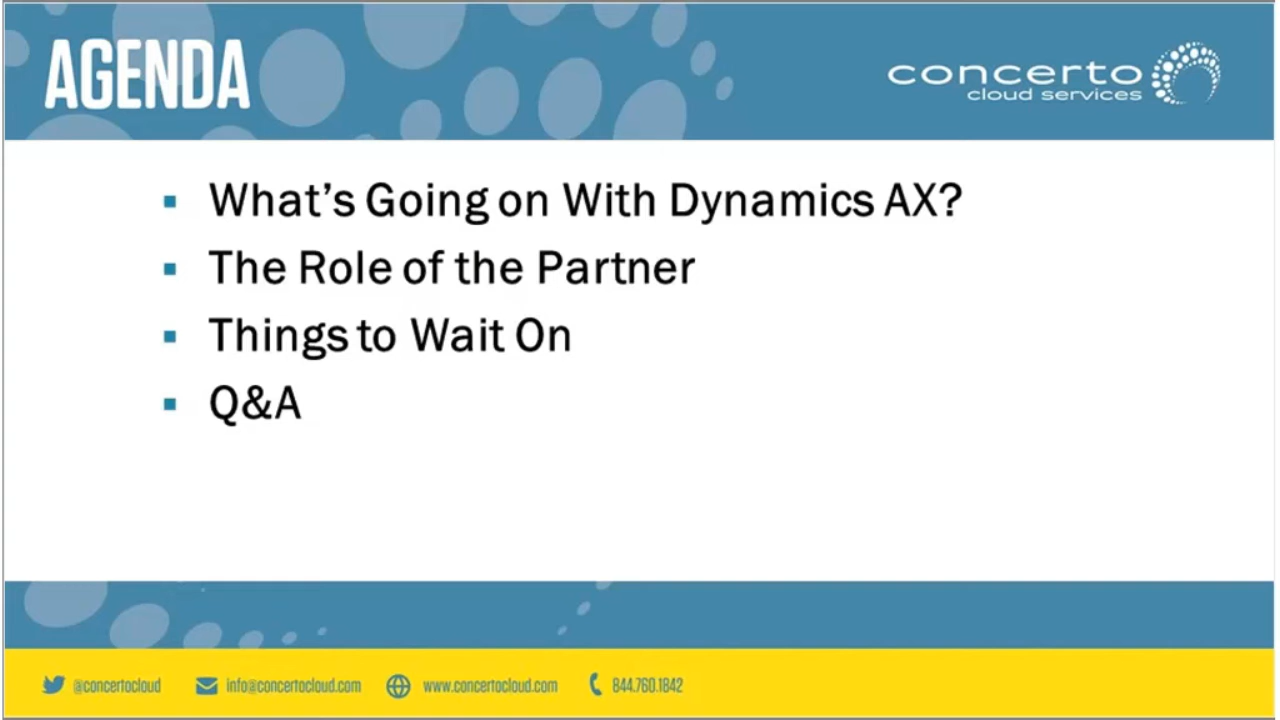 AGENDA
concerto
cloud services
What's Going on With Dynamics AX?
The Role of the Partner
Things to Wait On
Q&A
@concertocloud info@concertocloud.com www.concertocloud.com 844.760.1842